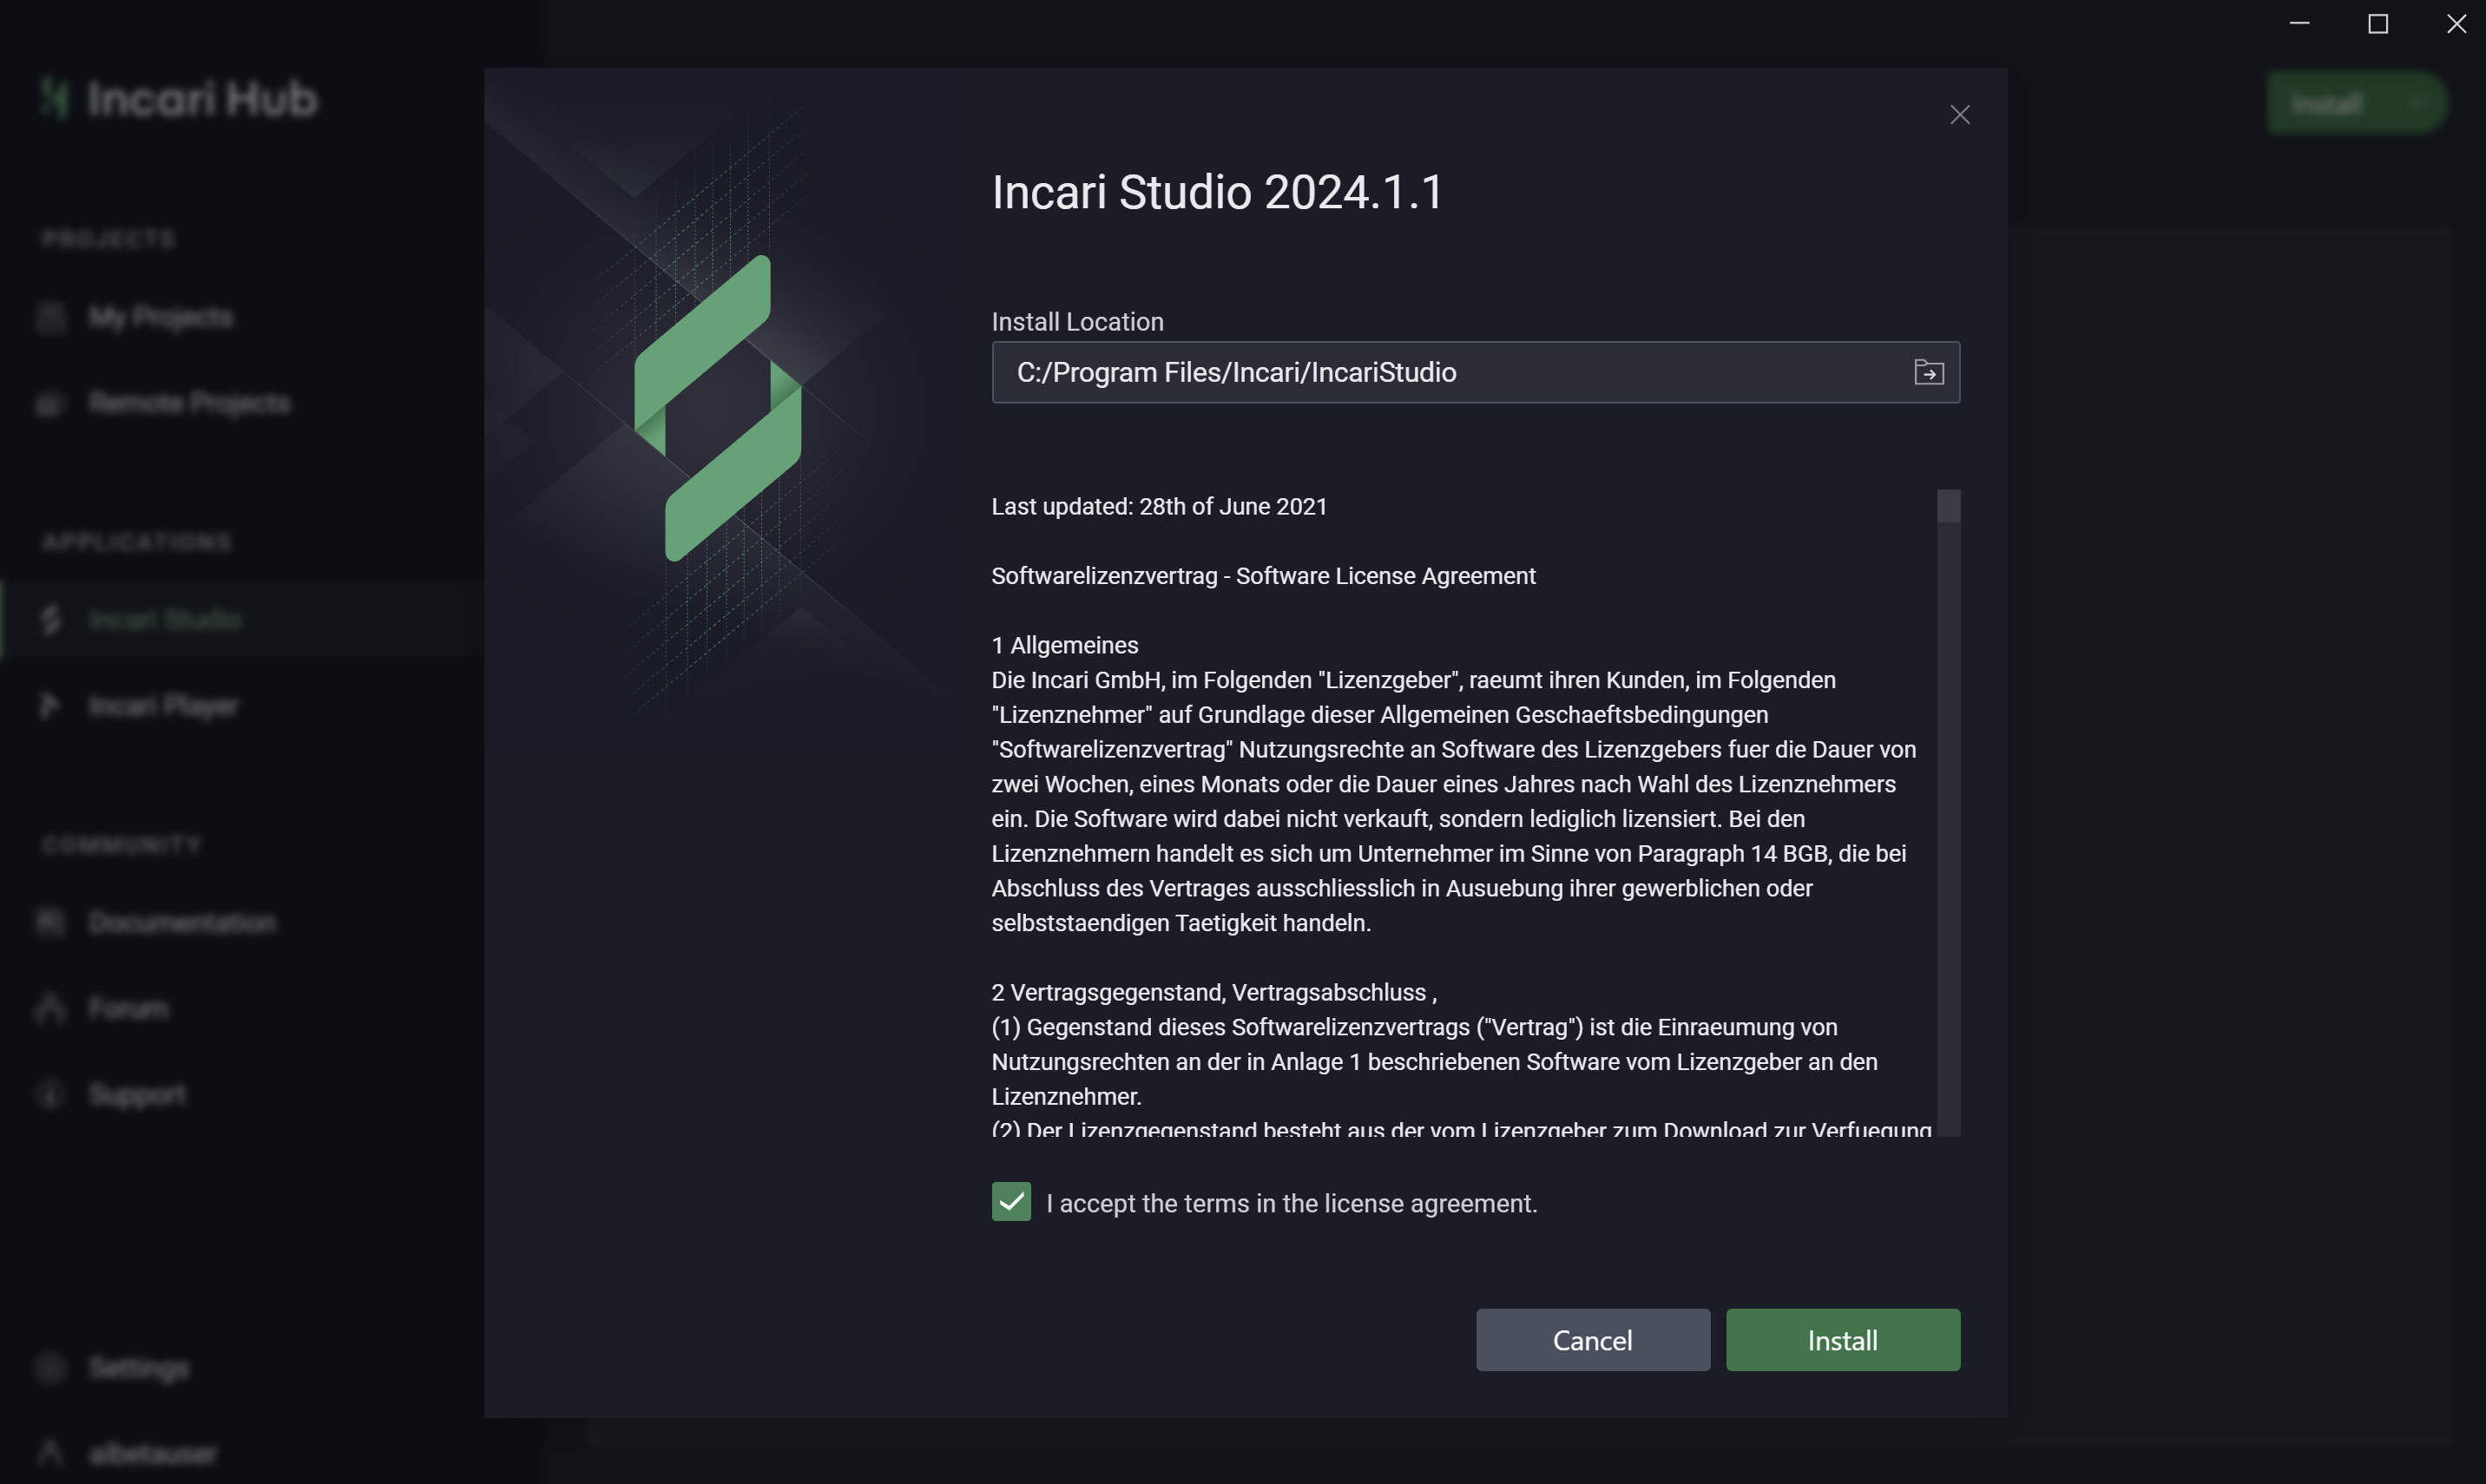 Incari Hub
Install
PROJECTS
My Projects
Remote Projects
APPLICATIONS
Incari Studio
Incari Player
COMMUNITY
Documentation
Forum
Support
Settings
aibetauser
Incari Studio 2024.1.1
Install Location
C:/Program Files/Incari/IncariStudio
Last updated: 28th of June 2021
Softwarelizenzvertrag - Software License Agreement
1 Allgemeines
Die Incari GmbH, im Folgenden "Lizenzgeber", raeumt ihren Kunden, im Folgenden
"Lizenznehmer" auf Grundlage dieser Allgemeinen Geschaeftsbedingungen
"Softwarelizenzvertrag" Nutzungsrechte an Software des Lizenzgebers fuer die Dauer von
zwei Wochen, eines Monats oder die Dauer eines Jahres nach Wahl des Lizenznehmers
ein. Die Software wird dabei nicht verkauft, sondern lediglich lizensiert. Bei den
Lizenznehmern handelt es sich um Unternehmer im Sinne von Paragraph 14 BGB, die bei
Abschluss des Vertrages ausschliesslich in Ausuebung ihrer gewerblichen oder
selbststaendigen Taetigkeit handeln.
2 Vertragsgegenstand, Vertragsabschluss ,
(1) Gegenstand dieses Softwarelizenzvertrags ("Vertrag") ist die Einraeumung von
Nutzungsrechten an der in Anlage 1 beschriebenen Software vom Lizenzgeber an den
Lizenznehmer.
(2) Der Lizenzgegenstand besteht aus der vom Lizenzgeber zum Download zur Verfuegung
I accept the terms in the license agreement.
Cancel
Install